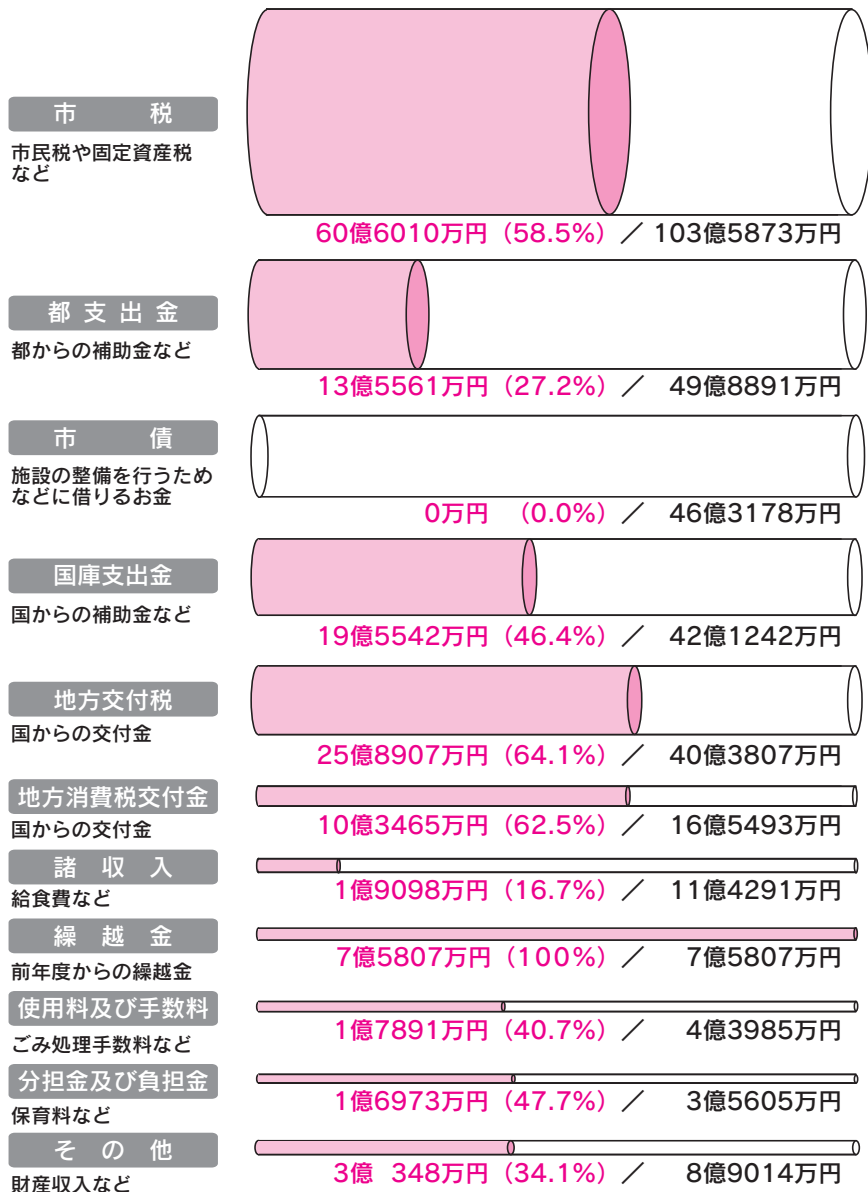 市税
市民税や固定資産税
など
60億6010万円（58.5%）／ 103億5873万円
都支出金
都からの補助金など
13億5561万円（27.2%）／ 49億8891万円
市債
施設の整備を行うため
などに借りるお金
0万円 （0.0%）／ 46億3178万円
国庫支出金
国からの補助金など
19億5542万円（46.4%）／ 42億1242万円
地方交付税
国からの交付金
25億8907万円（64.1%）／ 40億3807万円
地方消費税交付金
国からの交付金
10億3465万円（62.5%）／ 16億5493万円
諸収入
給食費など
1億9098万円（16.7%）／ 11億4291万円
繰越金
前年度からの繰越金
7億5807万円（100%）／ 7億5807万円
使用料及び手数料
ごみ処理手数料など
1億7891万円（40.7%）／ 4億3985万円
分担金及び負担金
保育料など
1億6973万円（47.7%）／ 3億5605万円
その他
財産収入など
3億 348万円（34.1%）／ 8億9014万円